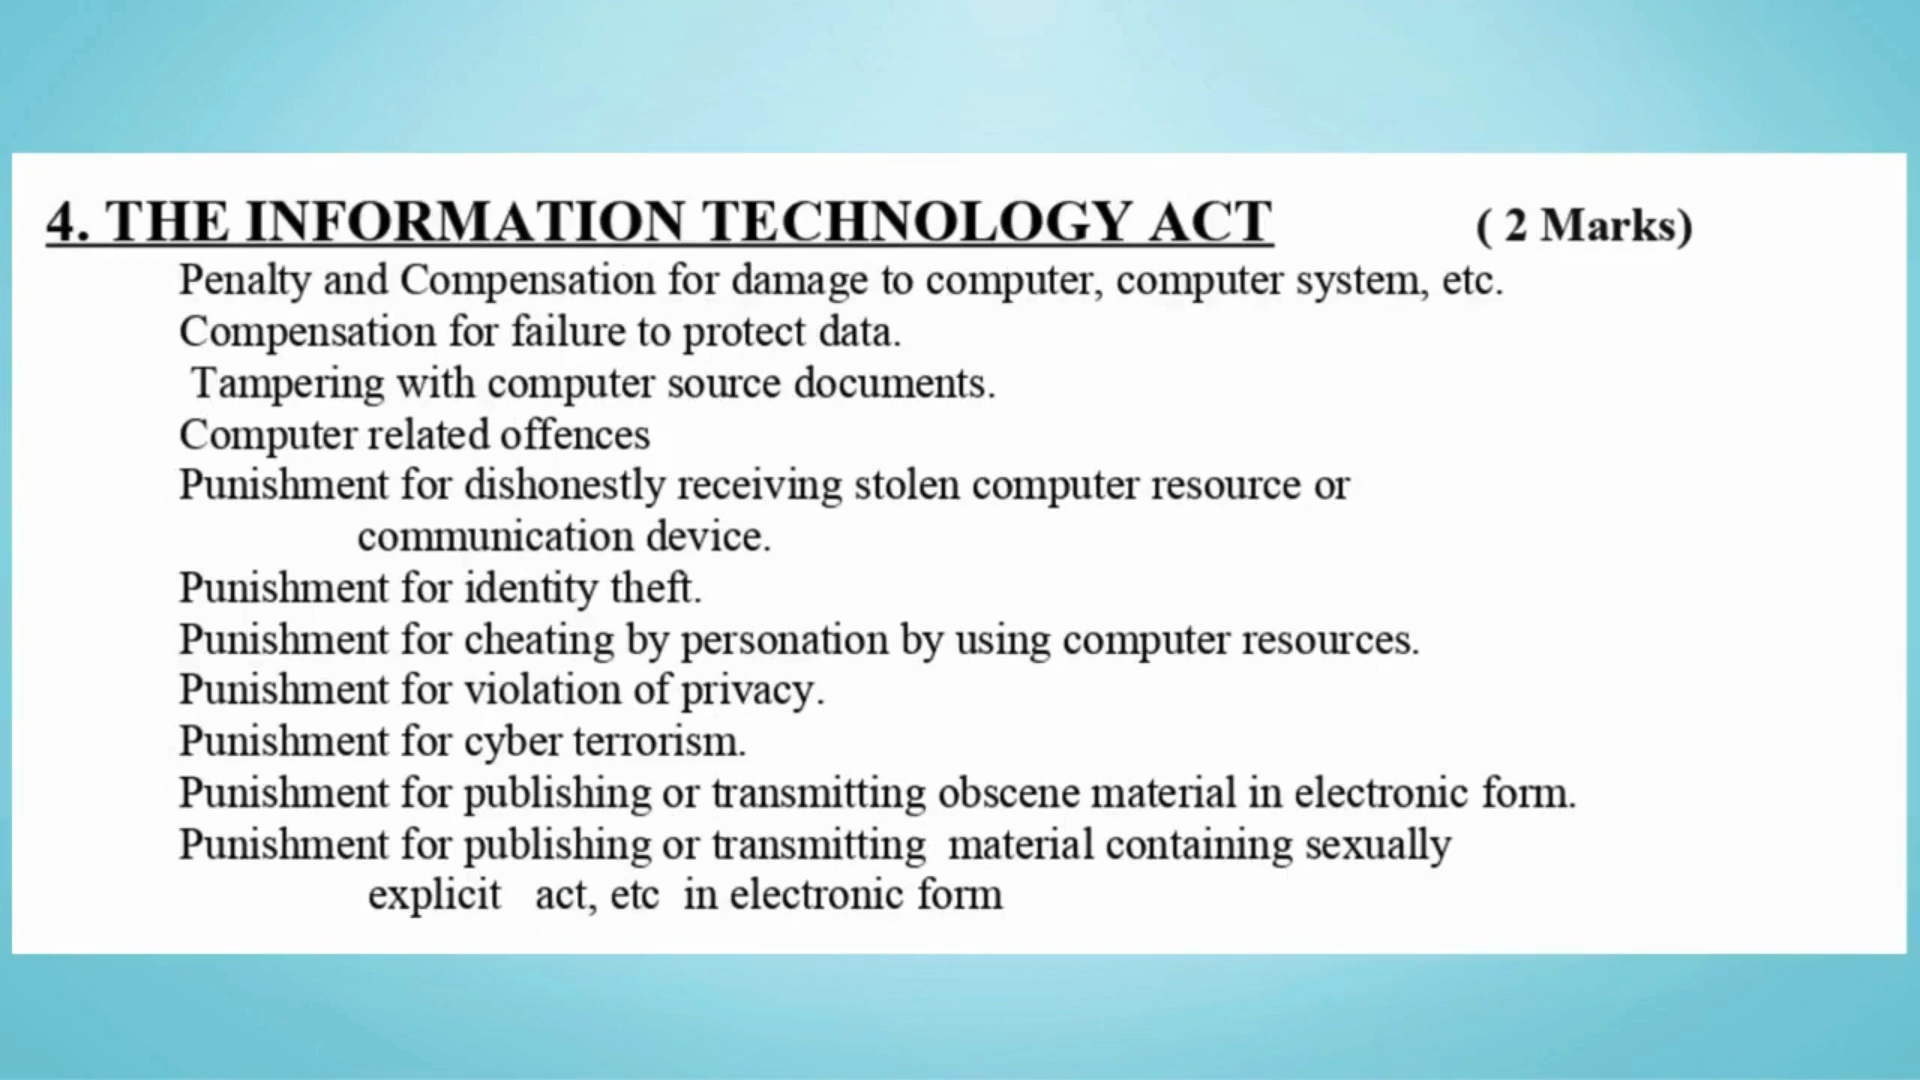 4. THE INFORMATION TECHNOLOGY ACT ( 2 Marks)
Penalty and Compensation for damage to computer, computer system, etc.
Compensation for failure to protect data.
Tampering with computer source documents.
Computer related offences
Punishment for dishonestly receiving stolen computer resource or
communication device.
Punishment for identity theft.
Punishment for cheating by personation by using computer resources.
Punishment for violation of privacy.
Punishment for cyber terrorism.
Punishment for publishing or transmitting obscene material in electronic form.
Punishment for publishing or transmitting material containing sexually
explicit act, etc in electronic form